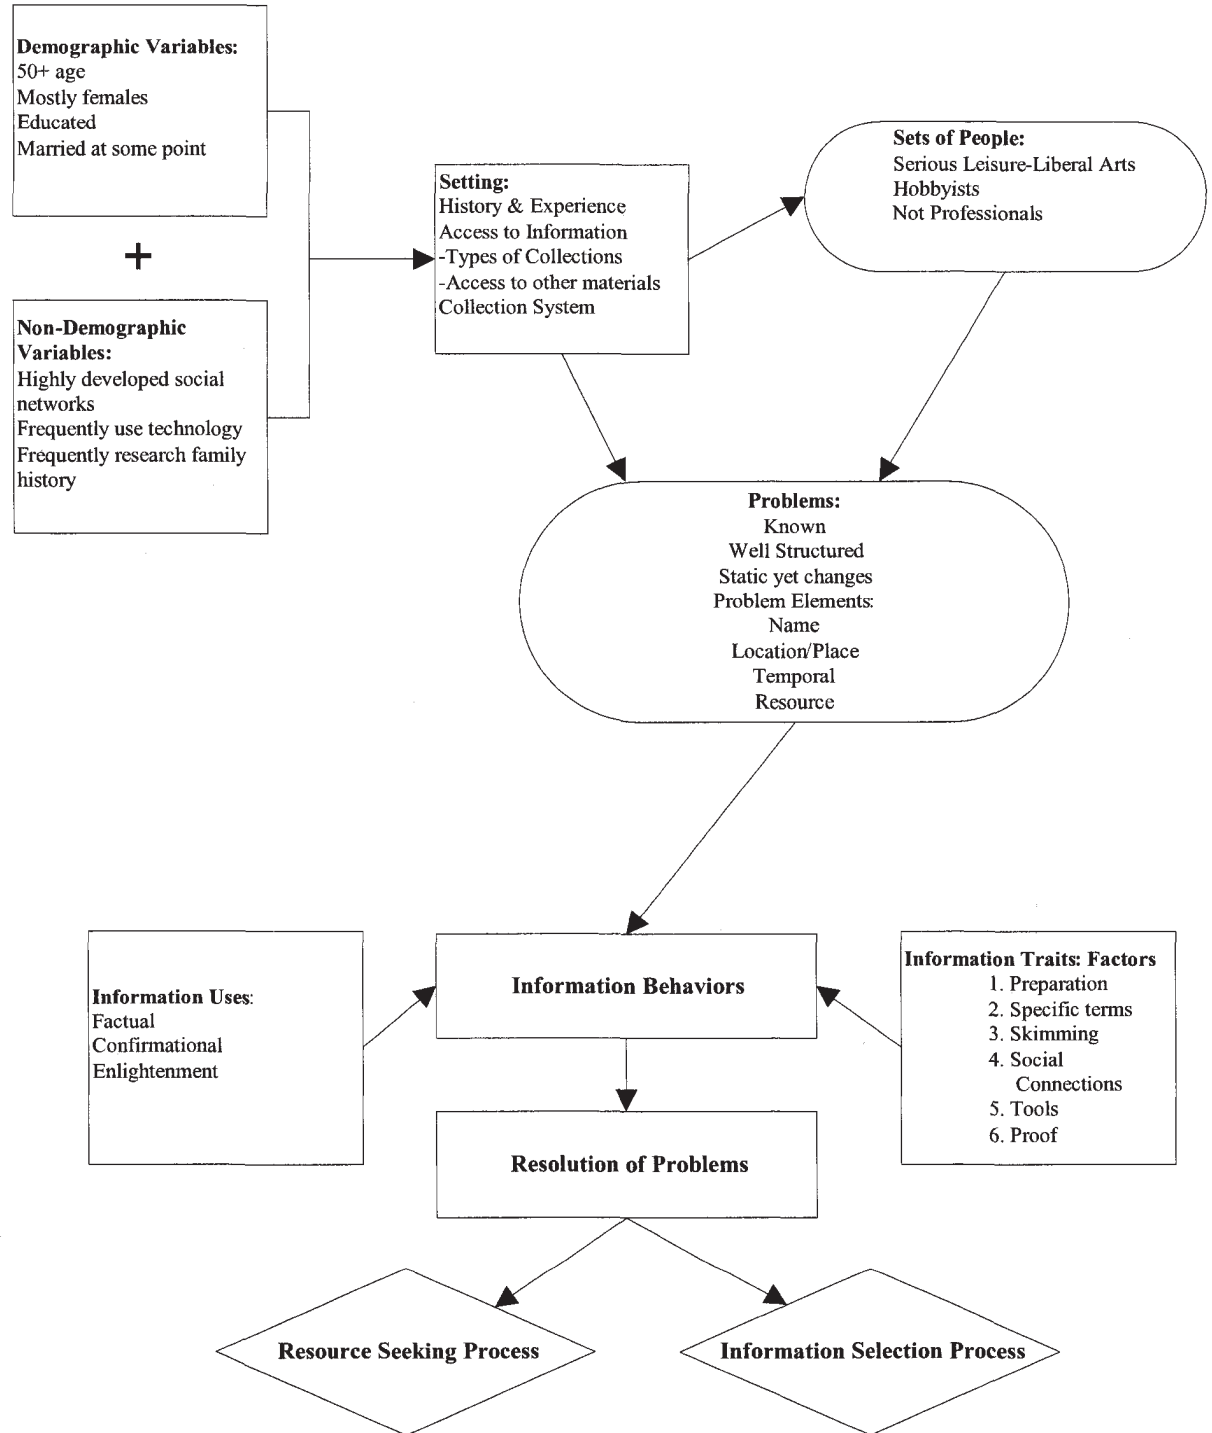 Demographic Variables:
50+ age
Mostly females
Educated
Married at some point
+
Non-Demographic
Variables:
Highly developed social
networks
Frequently use technology
Frequently research family
history
Setting:
History & Experience
Access to Information
-Types of Collections
-Access to other materials
Collection System
Sets of People:
Serious Leisure-Liberal Arts
Hobbyists
Not Professionals
Problems:
Known
Well Structured
Static yet changes
Problem Elements:
Name
Location/Place
Temporal
Resource
Information Uses:
Factual
Confirmational
Enlightenment
Information Behaviors
Information Traits: Factors
1. Preparation
2. Specific terms
3. Skimming
4. Social
Connections
5. Tools
6. Proof
Resolution of Problems
Resource Seeking Process
Information Selection Process